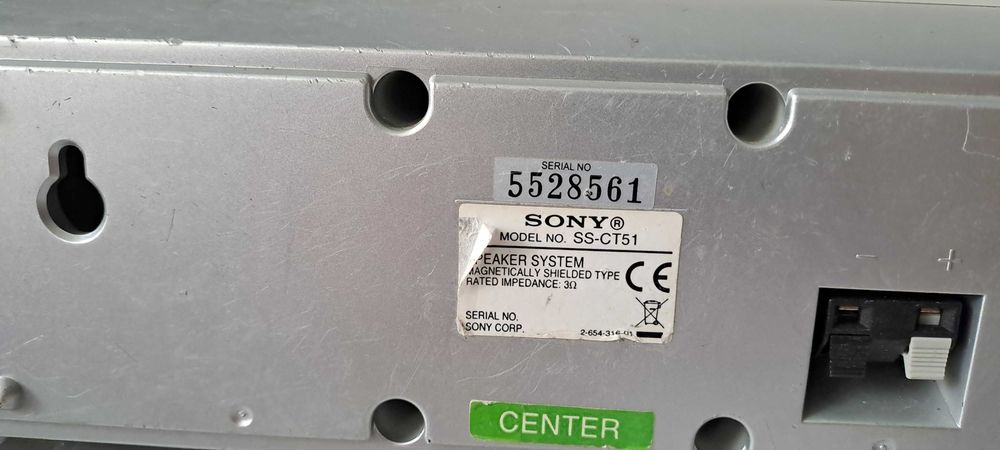 SERIAL NO
5528561
SONY®
MODEL NO. SS-CT51
SPEAKER SYSTEM
MAGNETICALLY SHIELDED TYPE
RATED IMPEDANCE: 3Ω
CE
SERIAL NO.
SONY CORP.
2-654-316-01
- +
CENTER